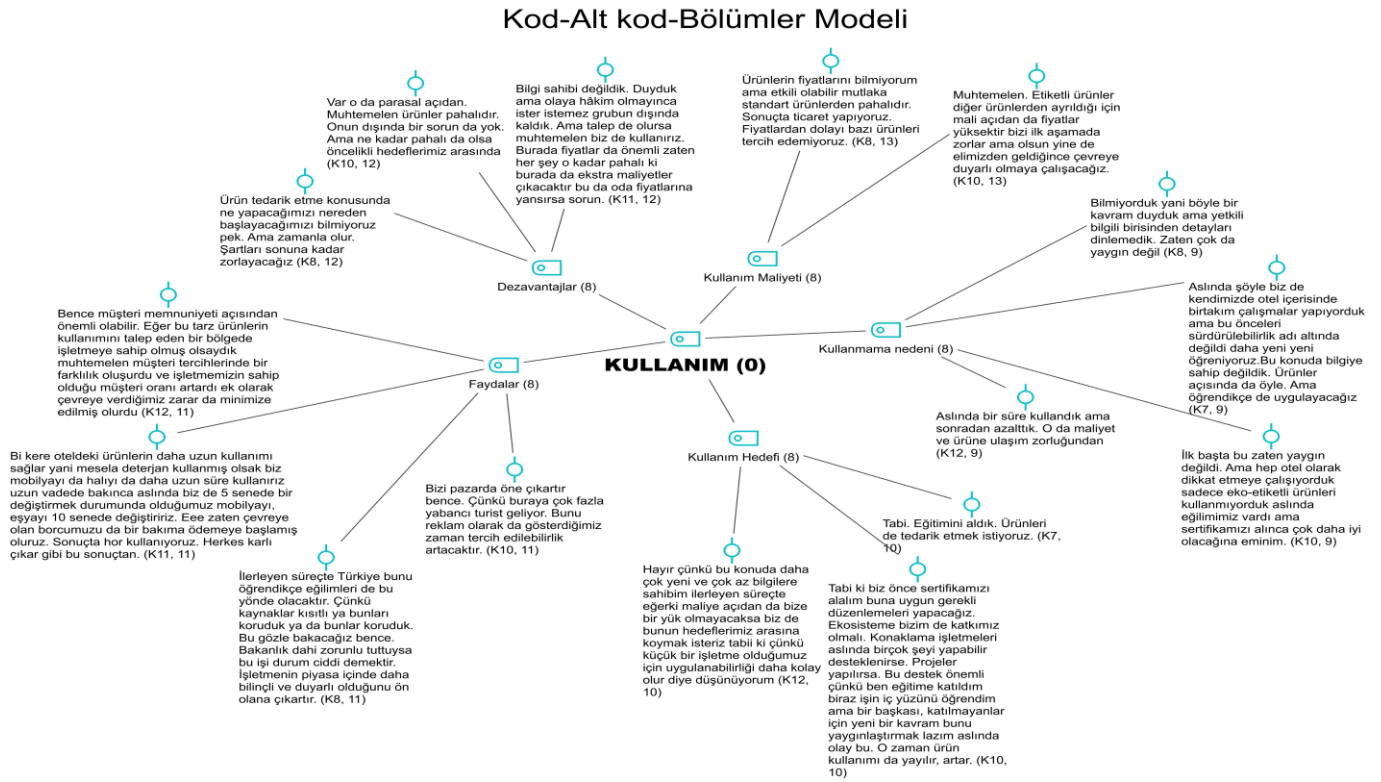 Kod-Alt kod-Bölümler Modeli
Var o da parasal açıdan.
Muhtemelen ürünler pahalıdır.
Onun dışında bir sorun da yok.
Ama ne kadar pahalı da olsa
öncelikli hedeflerimiz arasında
(K10, 12)
Bilgi sahibi değildik. Duyduk
ama olaya hâkim olmayınca
ister istemez grubun dışında
kaldık. Ama talep de olursa
muhtemelen biz de kullanırız.
Burada fiyatlar da önemli zaten
her şey o kadar pahalı ki
burada da ekstra maliyetler
çıkacaktır bu da oda fiyatlarına
yansırsa sorun. (K11, 12)
Ürünlerin fiyatlarını bilmiyorum
ama etkili olabilir mutlaka
standart ürünlerden pahalıdır.
Sonuçta ticaret yapıyoruz.
Fiyatlardan dolayı bazı ürünleri
tercih edemiyoruz. (K8, 13)
Muhtemelen. Etiketli ürünler
diğer ürünlerden ayrıldığı için
mali açıdan da fiyatlar
yüksektir bizi ilk aşamada
zorlar ama olsun yine de
elimizden geldiğince çevreye
duyarlı olmaya çalışacağız.
(K10, 13)
Ürün tedarik etme konusunda
ne yapacağımızı nereden
başlayacağımızı bilmiyoruz
pek. Ama zamanla olur.
Şartları sonuna kadar
zorlayacağız (K8, 12)
Bilmiyorduk yani böyle bir
kavram duyduk ama yetkili
bilgili birisinden detayları
dinlemedik. Zaten çok da
yaygın değil (K8, 9)
Dezavantajlar (8)
Kullanım Maliyeti (8)
Bence müşteri memnuniyeti açısından
önemli olabilir. Eğer bu tarz ürünlerin
kullanımını talep eden bir bölgede
işletmeye sahip olmuş olsaydık
muhtemelen müşteri tercihlerinde bir
farklılık oluşurdu ve işletmemizin sahip
olduğu müşteri oranı artardı ek olarak
çevreye verdiğimiz zarar da minimize
edilmiş olurdu (K12, 11)
Aslında şöyle biz de
kendimizde otel içerisinde
birtakım çalışmalar yapıyorduk
ama bu önceleri
sürdürülebilirlik adı altında
değildi daha yeni yeni
öğreniyoruz.Bu konuda bilgiye
sahip değildik. Ürünler
açısında da öyle. Ama
öğrendikçe de uygulayacağız
(K7, 9)
KULLANIM (0)
Kullanmama nedeni (8)
Faydalar (8)
Aslında bir süre kullandık ama
sonradan azalttık. O da maliyet
ve ürüne ulaşım zorluğundan
(K12, 9)
Kullanım Hedefi (8)
Bi kere oteldeki ürünlerin daha uzun kullanımı
sağlar yani mesela deterjan kullanmış olsak biz
mobilyayı da halıyı da daha uzun süre kullanırız
uzun vadede bakınca aslında biz de 5 senede bir
değiştirmek durumunda olduğumuz mobilyayı,
eşyayı 10 senede değiştiririz. Eee zaten çevreye
olan borcumuzu da bir bakıma ödemeye başlamış
oluruz. Sonuçta hor kullanıyoruz. Herkes karlı
çıkar gibi bu sonuçtan. (K11, 11)
İlk başta bu zaten yaygın
değildi. Ama hep otel olarak
dikkat etmeye çalışıyorduk
sadece eko-etiketli ürünleri
kullanmıyorduk aslında
eğilimimiz vardı ama
sertifikamızı alınca çok daha iyi
olacağına eminim. (K10, 9)
Bizi pazarda öne çıkartır
bence. Çünkü buraya çok fazla
yabancı turist geliyor. Bunu
reklam olarak da gösterdiğimiz
zaman tercih edilebilirlik
artacaktır. (K10, 11)
Tabi. Eğitimini aldık. Ürünleri
de tedarik etmek istiyoruz. (K7,
10)
İlerleyen süreçte Türkiye bunu
öğrendikçe eğilimleri de bu
yönde olacaktır. Çünkü
kaynaklar kısıtlı ya bunları
koruduk ya da bunlar koruduk.
Bu gözle bakacağız bence.
Bakanlık dahi zorunlu tuttuysa
bu işi durum ciddi demektir.
İşletmenin piyasa içinde daha
bilinçli ve duyarlı olduğunu ön
olana çıkartır. (K8, 11)
Hayır çünkü bu konuda daha
çok yeni ve çok az bilgilere
sahibim ilerleyen süreçte
eğerki maliye açıdan da bize
bir yük olmayacaksa biz de
bunun hedeflerimiz arasına
koymak isteriz tabii ki çünkü
küçük bir işletme olduğumuz
için uygulanabilirliği daha kolay
olur diye düşünüyorum (K12,
10)
Tabi ki biz önce sertifikamızı
alalım buna uygun gerekli
düzenlemeleri yapacağız.
Ekosisteme bizim de katkımız
olmalı. Konaklama işletmeleri
aslında birçok şeyi yapabilir
desteklenirse. Projeler
yapılırsa. Bu destek önemli
çünkü ben eğitime katıldım
biraz işin iç yüzünü öğrendim
ama bir başkası, katılmayanlar
için yeni bir kavram bunu
yaygınlaştırmak lazım aslında
olay bu. O zaman ürün
kullanımı da yayılır, artar. (K10,
10)